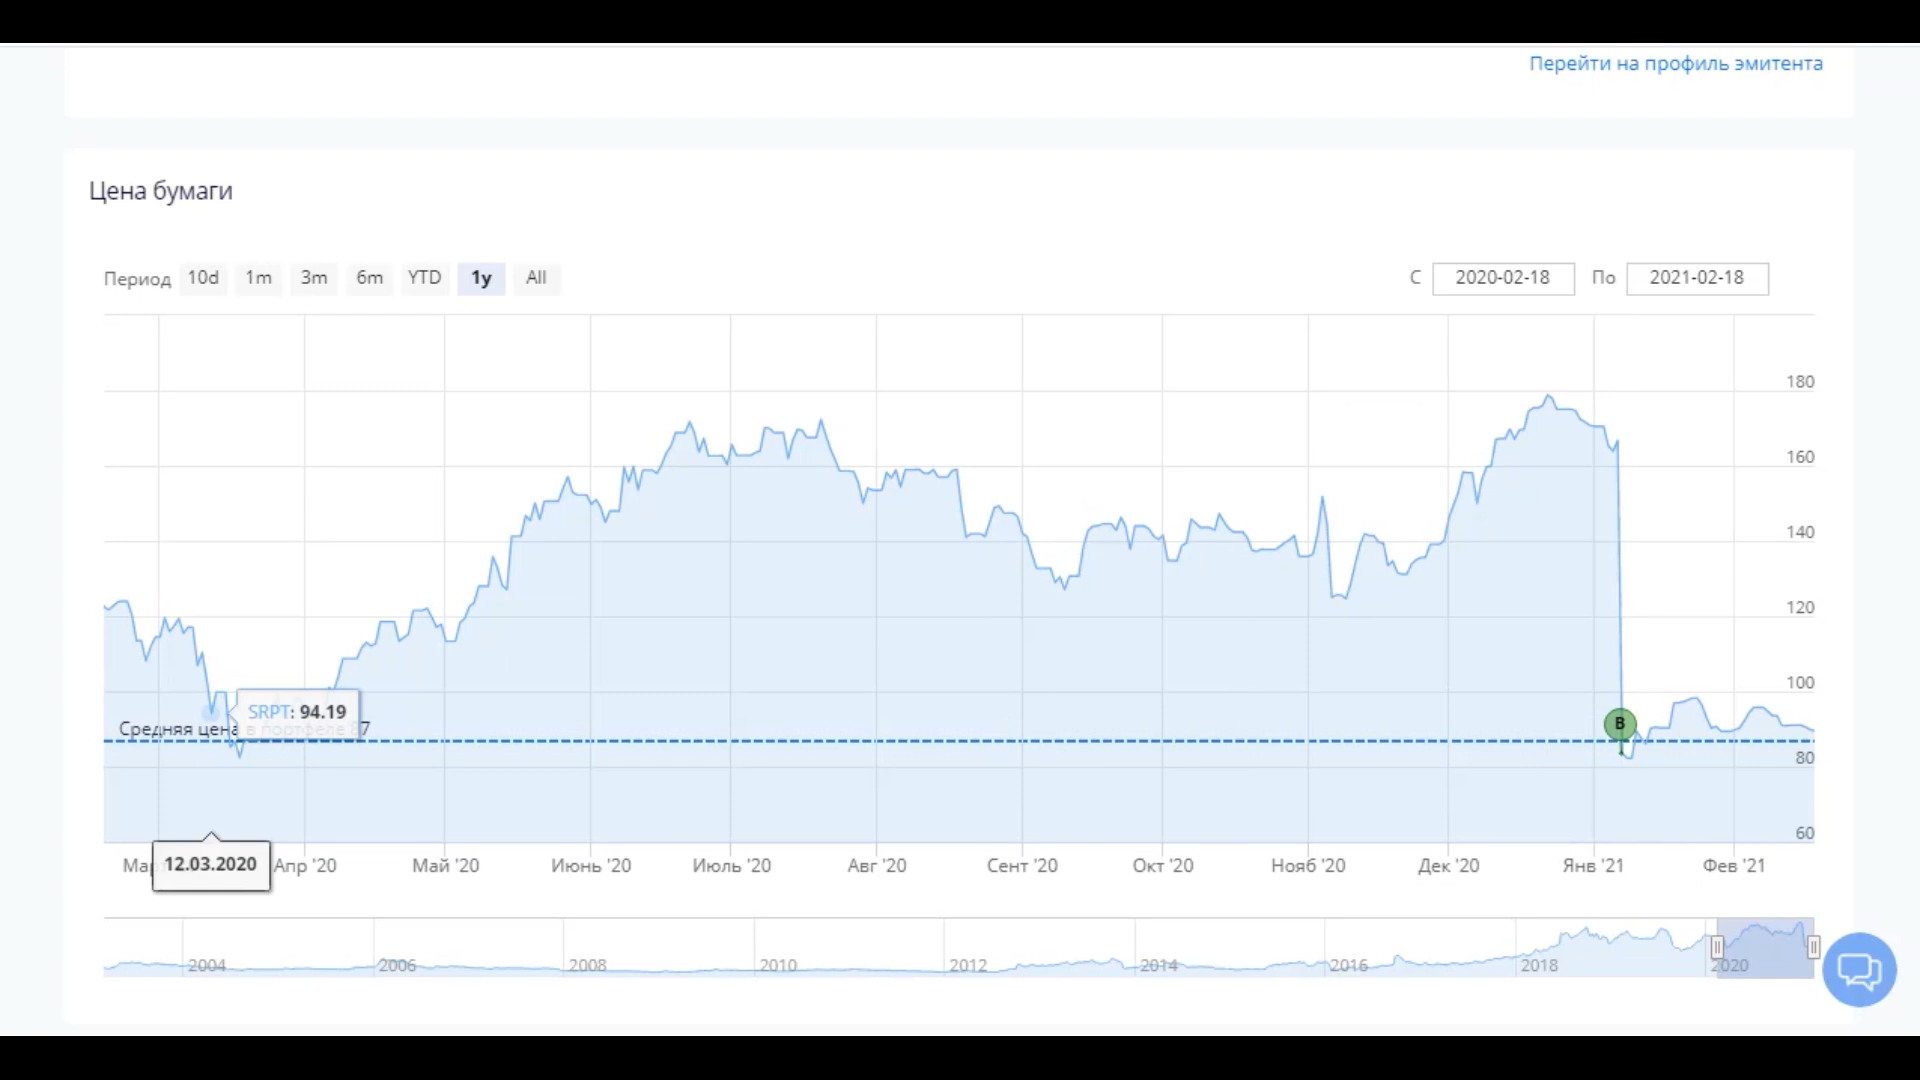 Перейти на профиль эмитента
Цена бумаги
Период 10d 1m 3m 6m YTD 1y All
С 2020-02-18 По 2021-02-18
180
160
140
120
100
80
60
SRPT: 94.19
Средняя цена в портфеле 87
B
12.03.2020
Мар Апр '20 Май '20 Июнь '20 Июль '20 Авг '20 Сент '20 Окт '20 Нояб '20 Дек '20 Янв '21 Фев '21
2004 2006 2008 2010 2012 2014 2016 2018 2020